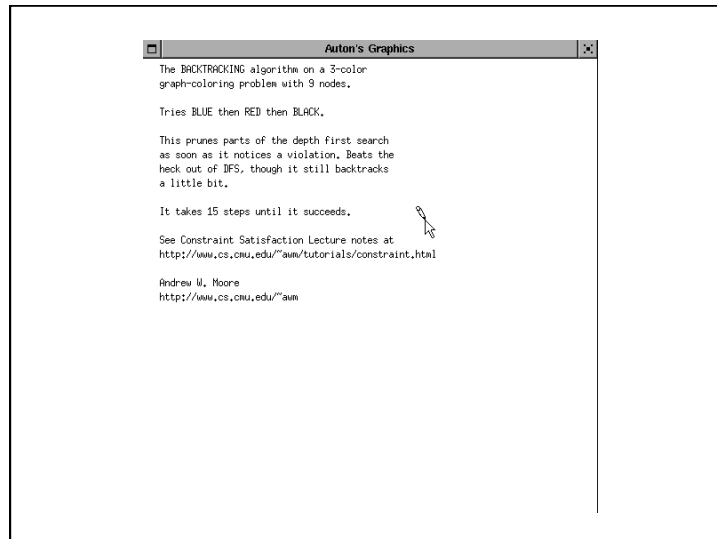 Auton's Graphics
The BACKTRACKING algorithm on a 3-color
graph-coloring problem with 9 nodes.
Tries BLUE then RED then BLACK.
This prunes parts of the depth first search
as soon as it notices a violation. Beats the
heck out of DFS, though it still backtracks
a little bit.
It takes 15 steps until it succeeds.
See Constraint Satisfaction Lecture notes at
http://www.cs.cmu.edu/~awm/tutorials/constraint.html
Andrew W. Moore
http://www.cs.cmu.edu/~awm